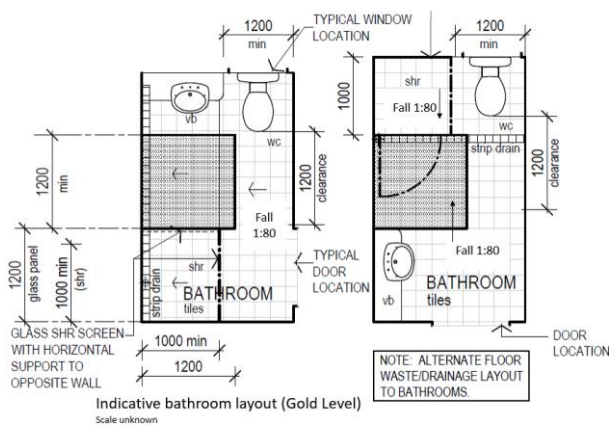 1200
min
TYPICAL WINDOW
LOCATION
1200
min
vb
wc
1200
min
1200
clearance
Fall
1:80
1200
glass panel
1000 min
(shr)
strip drain
shr
BATHROOM
tiles
TYPICAL
DOOR
LOCATION
GLASS SHR SCREEN
WITH HORIZONTAL
SUPPORT TO
OPPOSITE WALL
1000 min
1200
1000
shr
Fall 1:80
wc
strip drain
1200
clearance
Fall 1:80
vb
BATHROOM
tiles
DOOR
LOCATION
NOTE: ALTERNATE FLOOR
WASTE/DRAINAGE LAYOUT
TO BATHROOMS.
Indicative bathroom layout (Gold Level)
Scale unknown